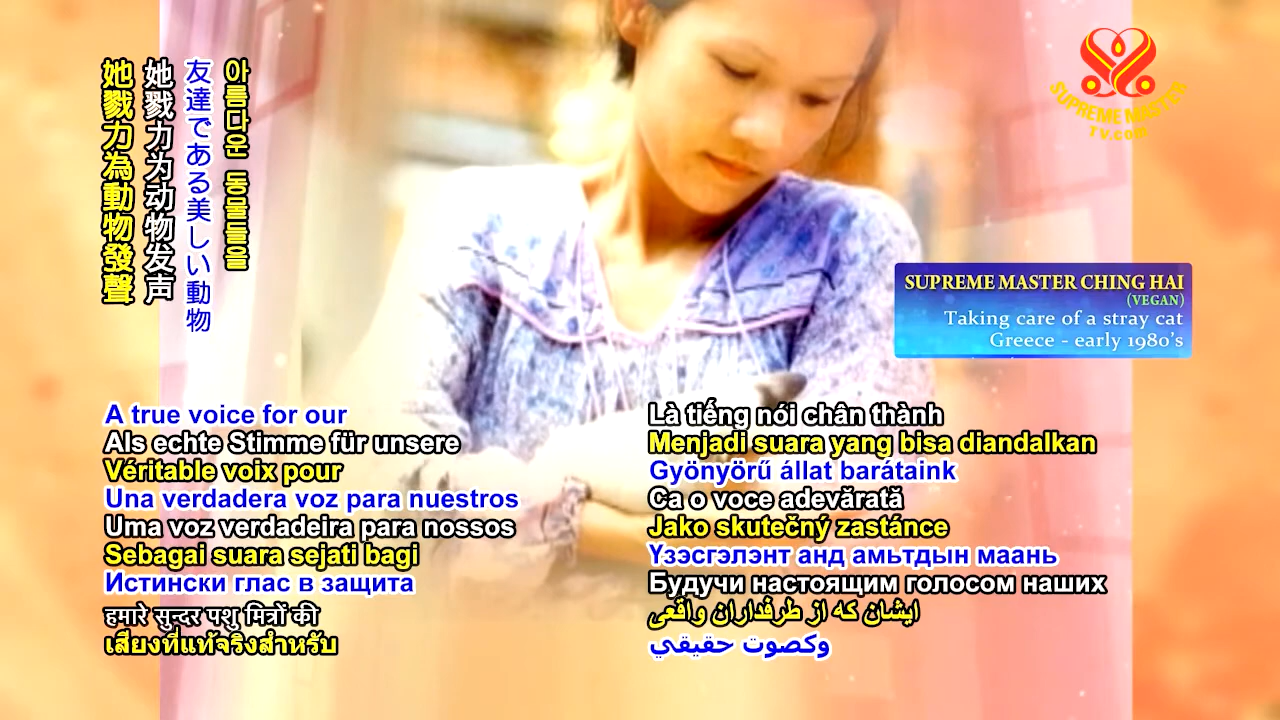 她戮力為動物發聲
她戮力为动物发声
友達である美しい動物
아름다운 동물들을
SUPREME MASTER
TV.COM
SUPREME MASTER CHING HAI
(VEGAN)
Taking care of a stray cat
Greece - early 1980's
A true voice for our
Als echte Stimme für unsere
Véritable voix pour
Una verdadera voz para nuestros
Uma voz verdadeira para nossos
Sebagai suara sejati bagi
Истински глас в защита
हमारे सुन्दर पशु मित्रों की
เสียงที่แท้จริงสำหรับ
Là tiếng nói chân thành
Menjadi suara yang bisa diandalkan
Gyönyörű állat barátaink
Ca o voce adevărată
Jako skutečný zastánce
Үзэсгэлэнт анд амьтдын маань
Будучи настоящим голосом наших
ایشان که از طرفداران واقعی
وكصوت حقيقي